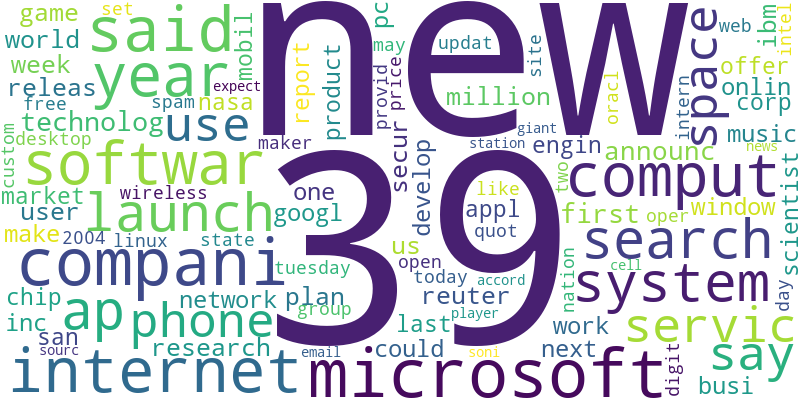 game
set
said
mobil
new
pc
may
updat
site
space
web
ibm
intel
world
week
year
expect
report
product
provid
price
million
oracl
intern
offer
onlin
corp
releas
free
spam
nasa
technolog
use
maker
secur
giant
station
engin
music
news
custom
desktop
softwar
39
develop
announc
comput
market
wireless
one
like
two
scientist
user
launch
googl
appl
first
oper
window
make
2004
linux
state
us
quot
search
compani
tuesday
open
today
accord
nation
cell
system
day
chip
ap
phone
network
plan
group
reuter
player
inc
last
work
servic
san
sourc
research
email
could
soni
next
digit
say
internet
microsoft
busi